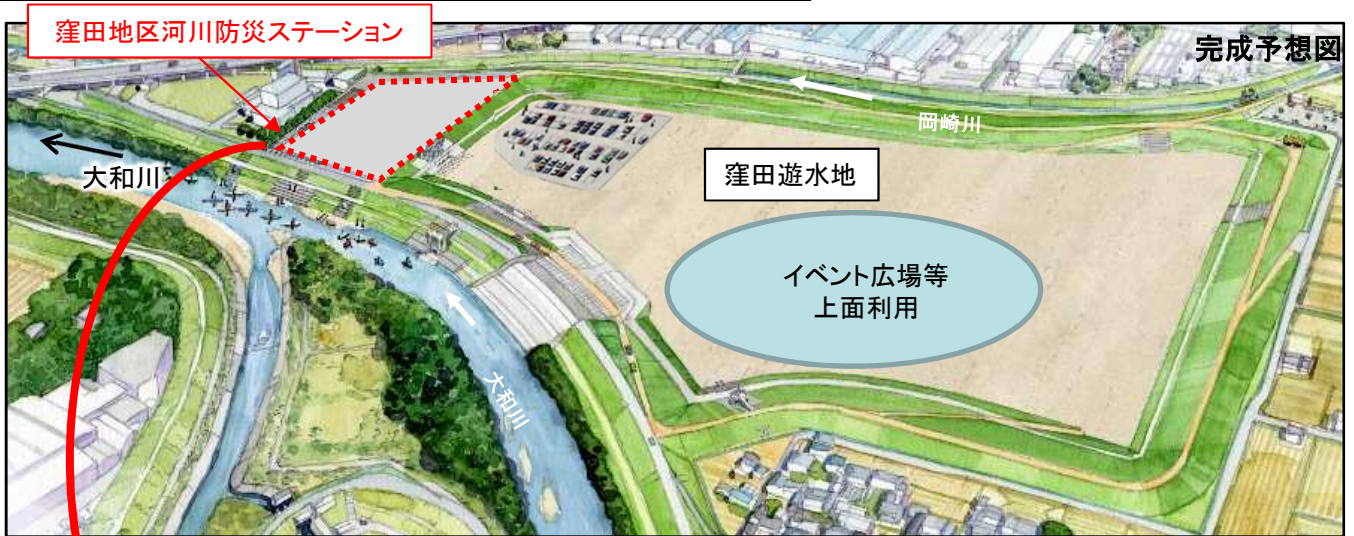 窪田地区河川防災ステーション
完成予想図
岡崎川
大和川
窪田遊水地
イベント広場等
上面利用
大和川